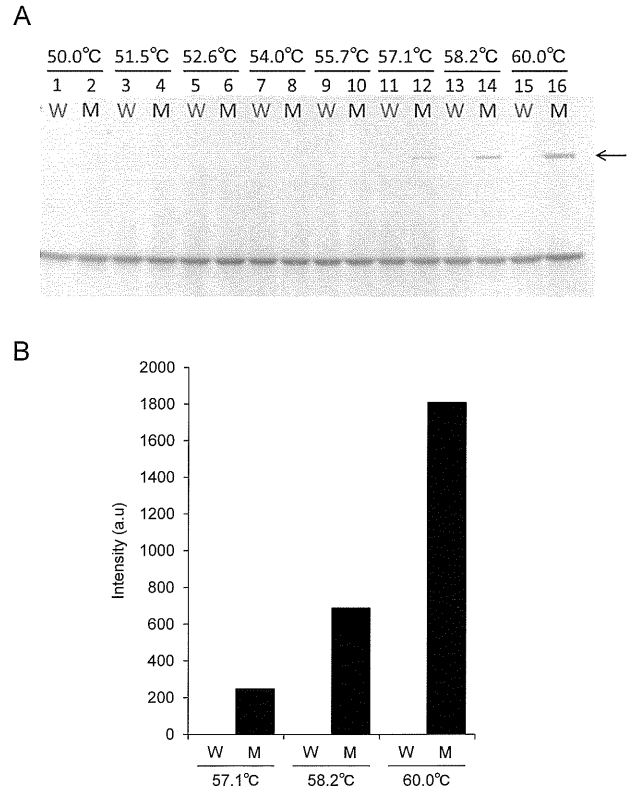 A
50.0℃ 51.5℃ 52.6℃ 54.0℃ 55.7℃ 57.1℃ 58.2℃ 60.0℃
1 2 3 4 5 6 7 8 9 10 11 12 13 14 15 16
W M W M W M W M W M W M W M W M
B
2000
1800
1600
1400
1200
1000
800
600
400
200
0
Intensity (a.u)
W M W M W M
57.1℃ 58.2℃ 60.0℃